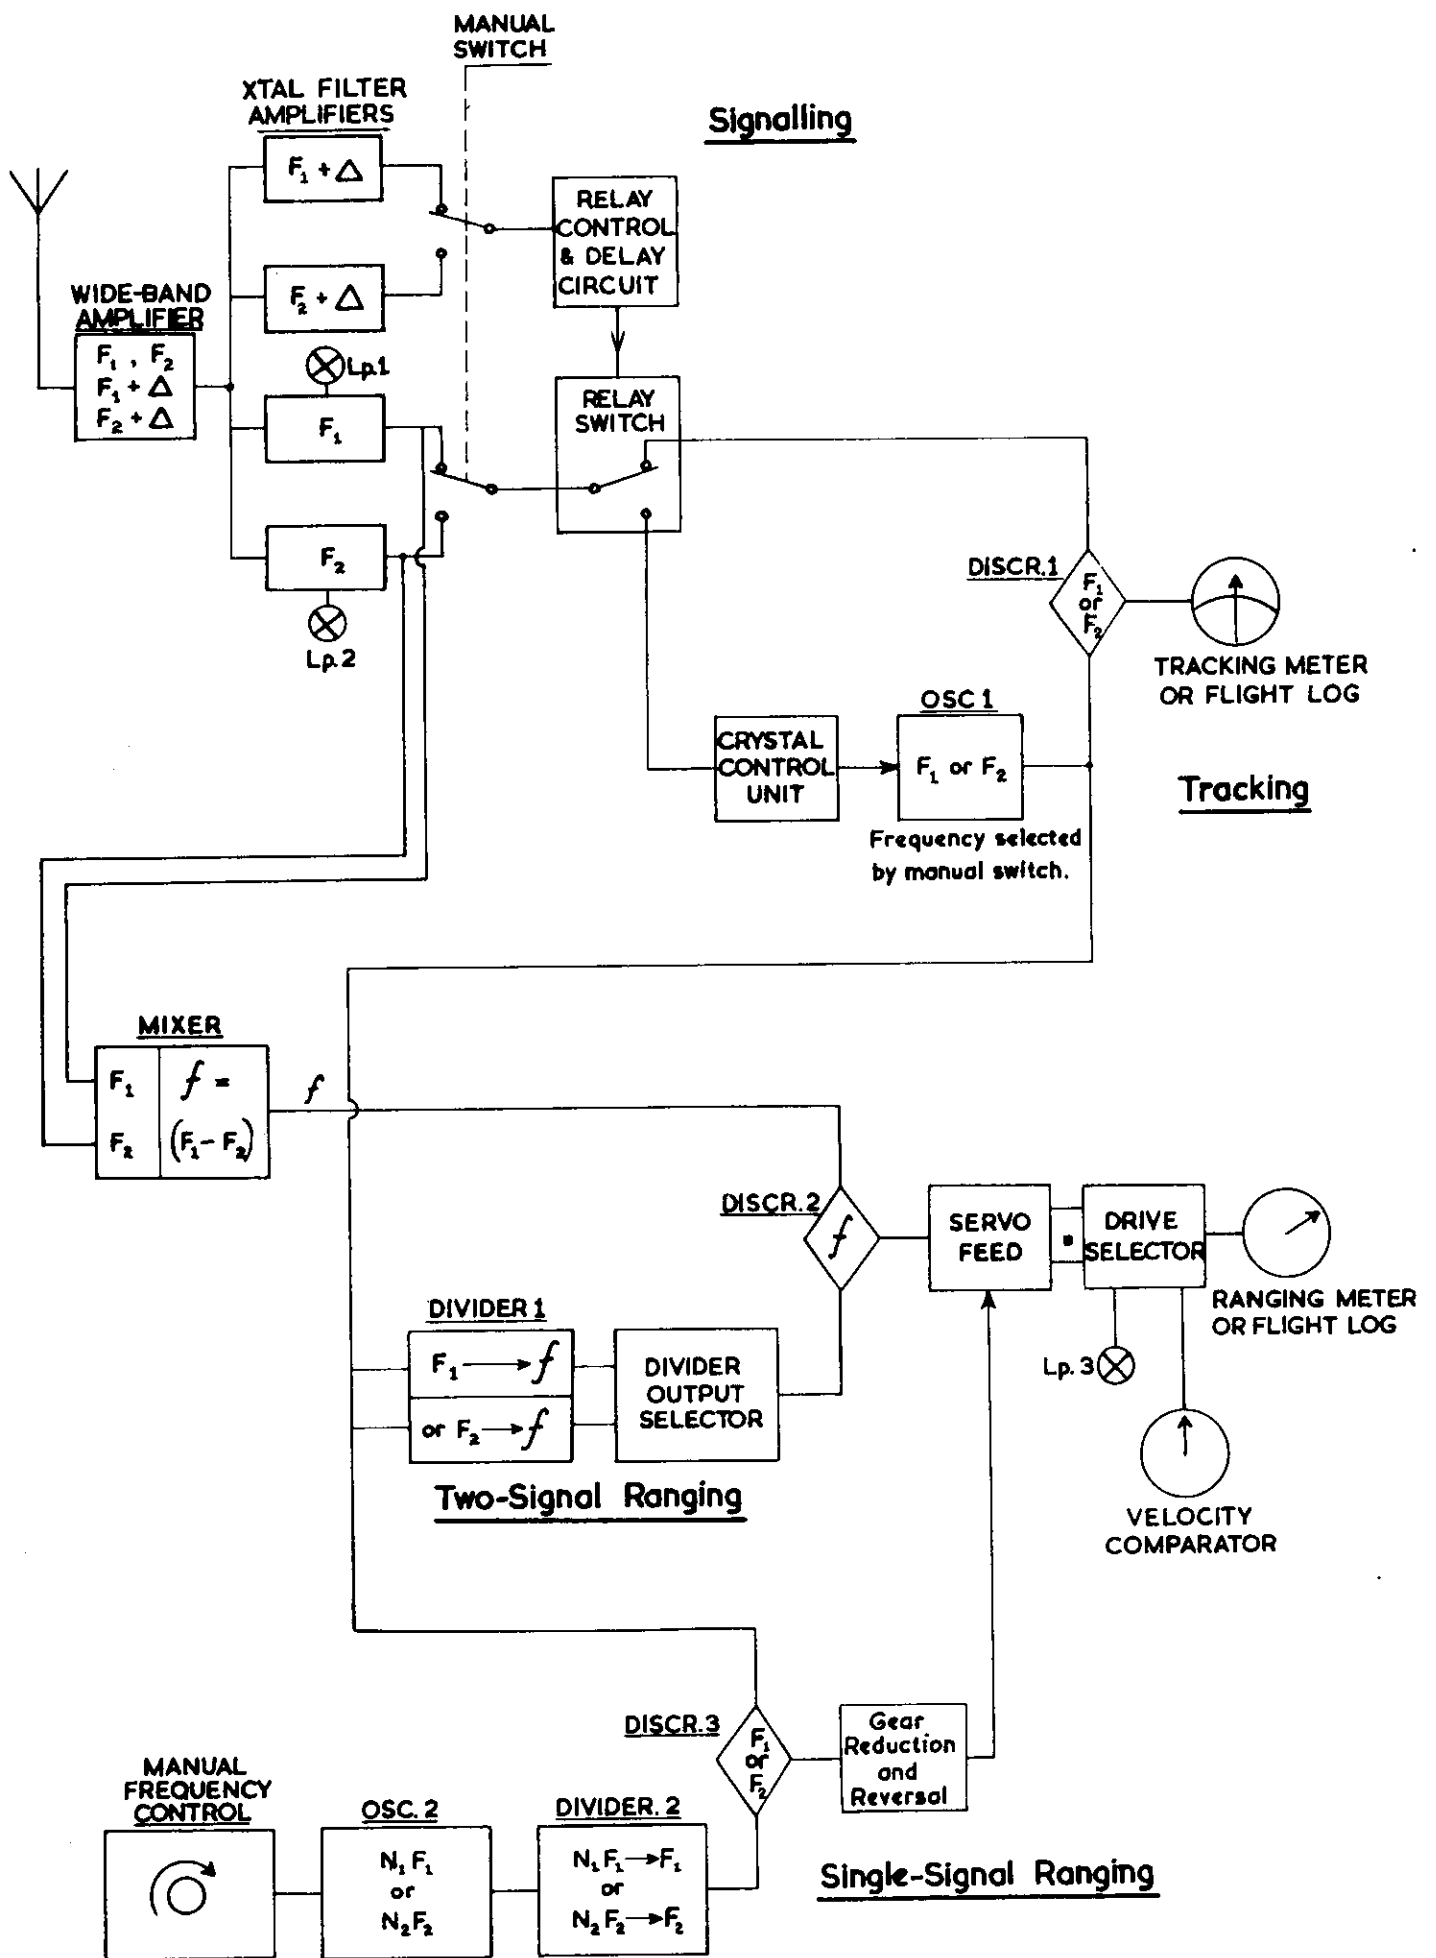 MANUAL
SWITCH
XTAL FILTER
AMPLIFIERS
Signalling
F₁ + Δ
RELAY
CONTROL
& DELAY
CIRCUIT
F₂ + Δ
WIDE-BAND
AMPLIFIER
F₁ , F₂
F₁ + Δ
F₂ + Δ
Lp.1
F₁
RELAY
SWITCH
F₂
Lp.2
DISCR.1
F₁
or
F₂
TRACKING METER
OR FLIGHT LOG
OSC 1
CRYSTAL
CONTROL
UNIT
F₁ or F₂
Tracking
Frequency selected
by manual switch.
MIXER
F₁
F₂
f =
(F₁ − F₂)
f
DISCR.2
f
SERVO
FEED
DRIVE
SELECTOR
RANGING METER
OR FLIGHT LOG
Lp.3
DIVIDER 1
F₁ → f
or F₂ → f
DIVIDER
OUTPUT
SELECTOR
Two-Signal Ranging
VELOCITY
COMPARATOR
DISCR.3
F₁
or
F₂
Gear
Reduction
and
Reversal
MANUAL
FREQUENCY
CONTROL
OSC. 2
N₁ F₁
or
N₂ F₂
DIVIDER. 2
N₁ F₁ → F₁
or
N₂ F₂ → F₂
Single-Signal Ranging